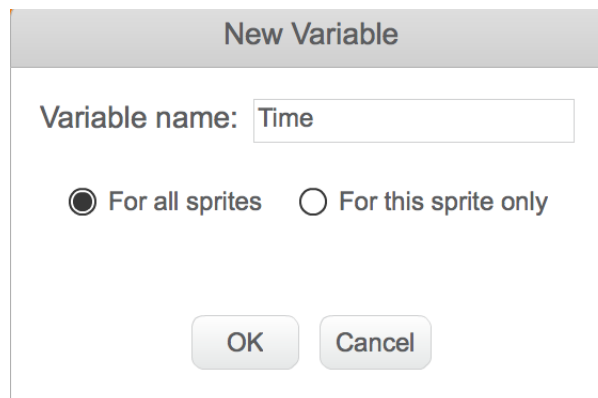 New Variable
Variable name: Time
For all sprites For this sprite only
OK Cancel